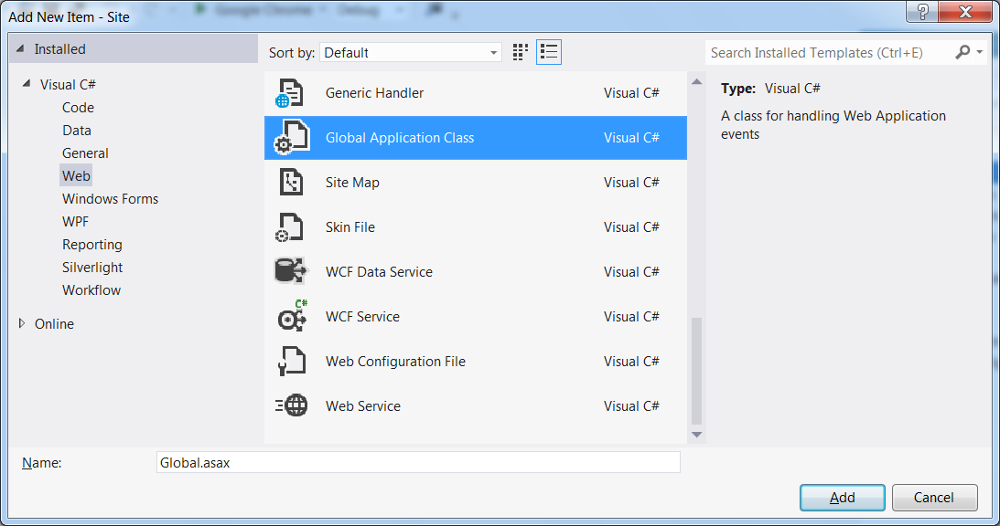 Google Chrome Debug
Add New Item - Site
?
Installed
Sort by: Default
Search Installed Templates (Ctrl+E)
Visual C#
Code
Data
General
Web
Windows Forms
WPF
Reporting
Silverlight
Workflow
Online
Generic Handler Visual C#
Global Application Class Visual C#
Site Map Visual C#
Skin File Visual C#
WCF Data Service Visual C#
C#
WCF Service Visual C#
Web Configuration File Visual C#
Web Service Visual C#
Type: Visual C#
A class for handling Web Application
events
Name: Global.asax
Add Cancel